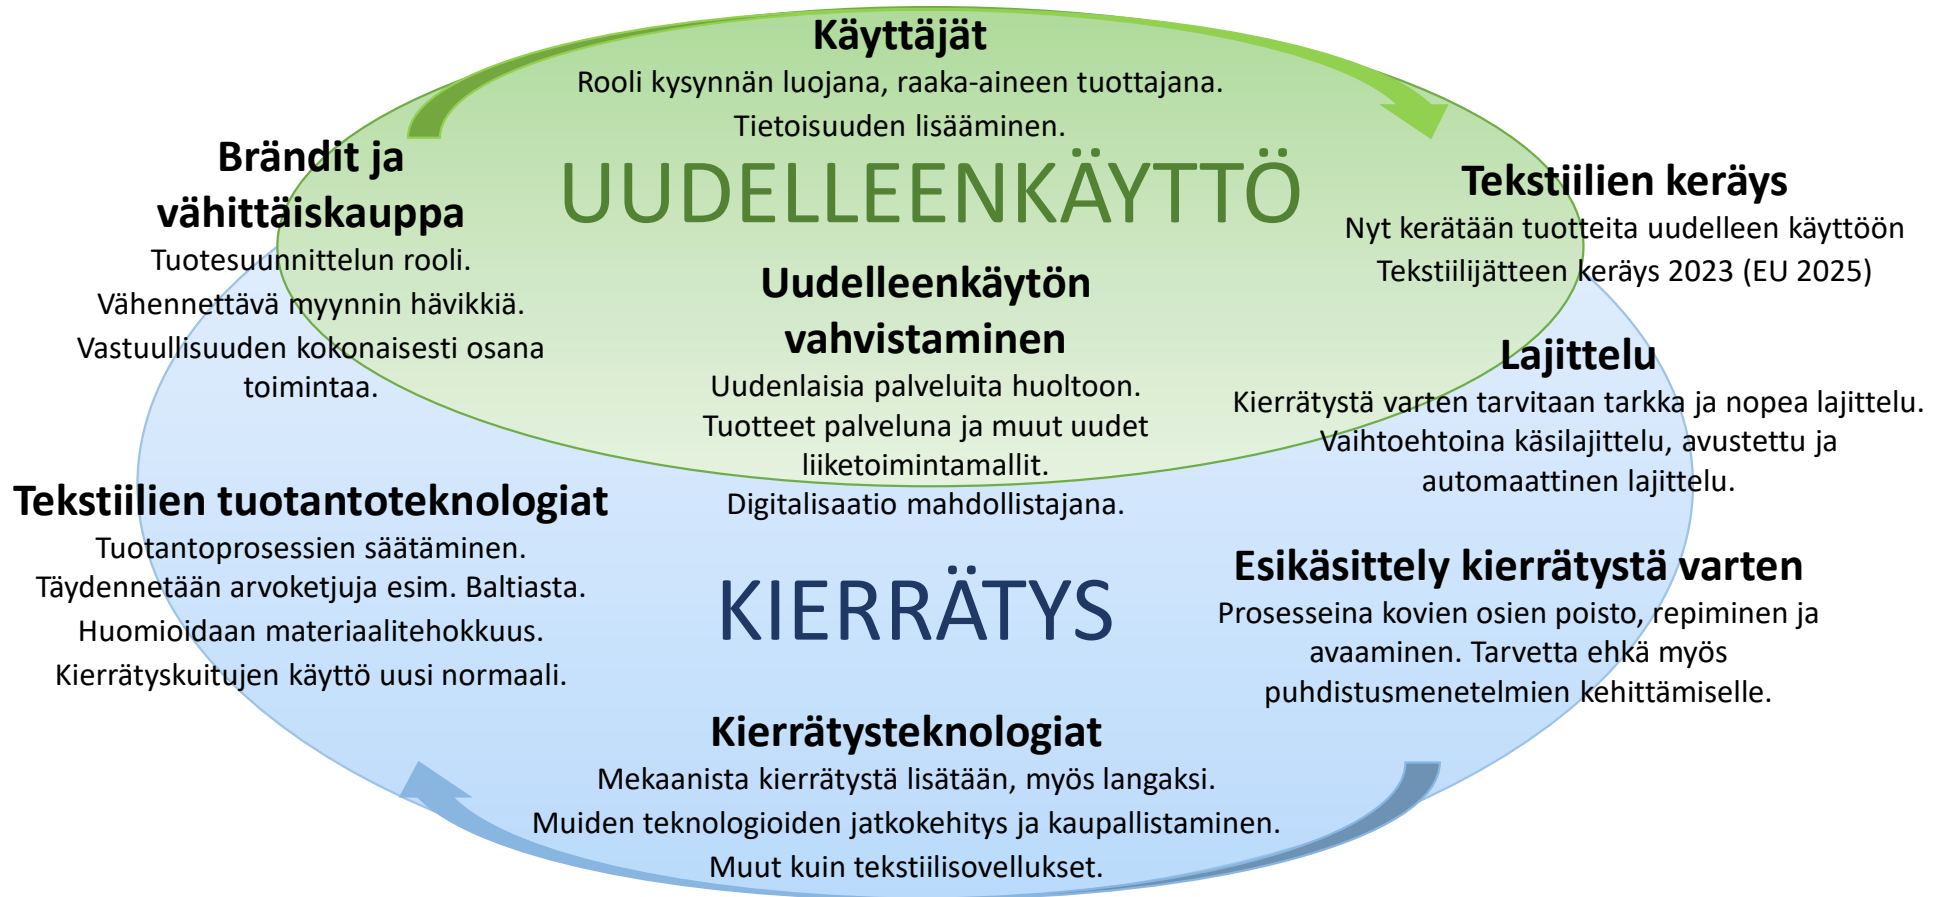 Käyttäjät
Rooli kysynnän luojana, raaka-aineen tuottajana.
Tietoisuuden lisääminen.
UUDELLEENKÄYTTÖ
Brändit ja
vähittäiskauppa
Tuotesuunnittelun rooli.
Vähennettävä myynnin hävikkiä.
Vastuullisuuden kokonaisesti osana
toimintaa.
Tekstiilien keräys
Nyt kerätään tuotteita uudelleen käyttöön
Tekstiilijätteen keräys 2023 (EU 2025)
Uudelleenkäytön
vahvistaminen
Uudenlaisia palveluita huoltoon.
Tuotteet palveluna ja muut uudet
liiketoimintamallit.
Digitalisaatio mahdollistajana.
Lajittelu
Kierrätystä varten tarvitaan tarkka ja nopea lajittelu.
Vaihtoehtoina käsilajittelu, avustettu ja
automaattinen lajittelu.
Tekstiilien tuotantoteknologiat
Tuotantoprosessien säätäminen.
Täydennetään arvoketjuja esim. Baltiasta.
Huomioidaan materiaalitehokkuus.
Kierrätyskuitujen käyttö uusi normaali.
KIERRÄTYS
Esikäsittely kierrätystä varten
Prosesseina kovien osien poisto, repiminen ja
avaaminen. Tarvetta ehkä myös
puhdistusmenetelmien kehittämiselle.
Kierrätysteknologiat
Mekaanista kierrätystä lisätään, myös langaksi.
Muiden teknologioiden jatkokehitys ja kaupallistaminen.
Muut kuin tekstiilisovellukset.